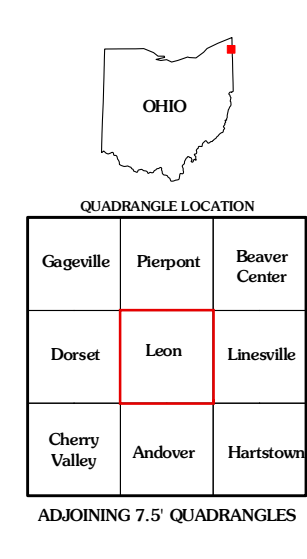 OHIO
QUADRANGLE LOCATION
Gageville Pierpont Beaver
Center
Dorset Leon Linesville
Cherry
Valley Andover Hartstown
ADJOINING 7.5' QUADRANGLES